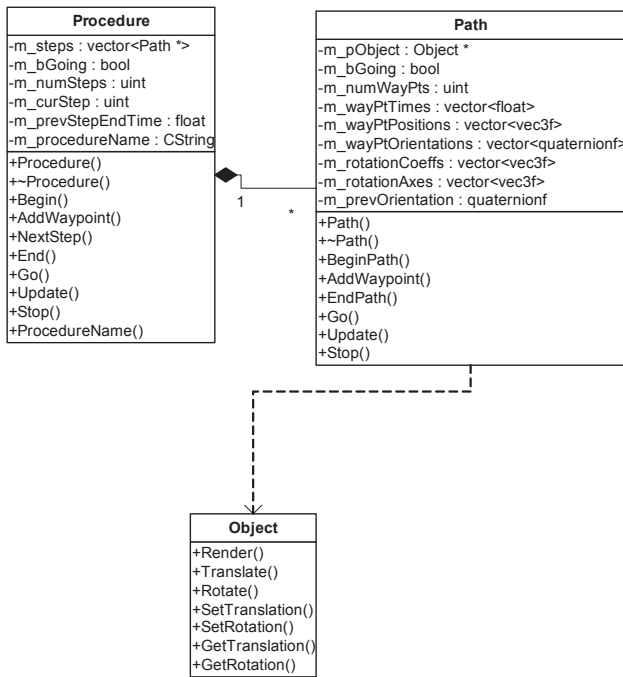 Procedure
-m_steps : vector<Path *>
-m_bGoing : bool
-m_numSteps : uint
-m_curStep : uint
-m_prevStepEndTime : float
-m_procedureName : CString
+Procedure()
+~Procedure()
+Begin()
+AddWaypoint()
+NextStep()
+End()
+Go()
+Update()
+Stop()
+ProcedureName()
1
*
Path
-m_pObject : Object *
-m_bGoing : bool
-m_numWayPts : uint
-m_wayPtTimes : vector<float>
-m_wayPtPositions : vector<vec3f>
-m_wayPtOrientations : vector<quaternionf>
-m_rotationCoeffs : vector<vec3f>
-m_rotationAxes : vector<vec3f>
-m_prevOrientation : quaternionf
+Path()
+~Path()
+BeginPath()
+AddWaypoint()
+EndPath()
+Go()
+Update()
+Stop()
Object
+Render()
+Translate()
+Rotate()
+SetTranslation()
+SetRotation()
+GetTranslation()
+GetRotation()